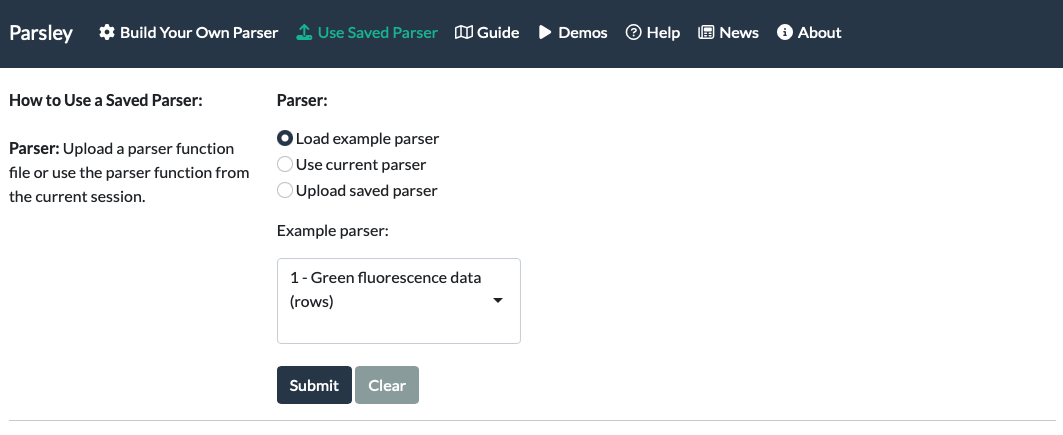 Parsley Build Your Own Parser Use Saved Parser Guide Demos Help News About
How to Use a Saved Parser:
Parser: Upload a parser function
file or use the parser function from
the current session.
Parser:
Load example parser
Use current parser
Upload saved parser
Example parser:
1 - Green fluorescence data
(rows)
Submit Clear